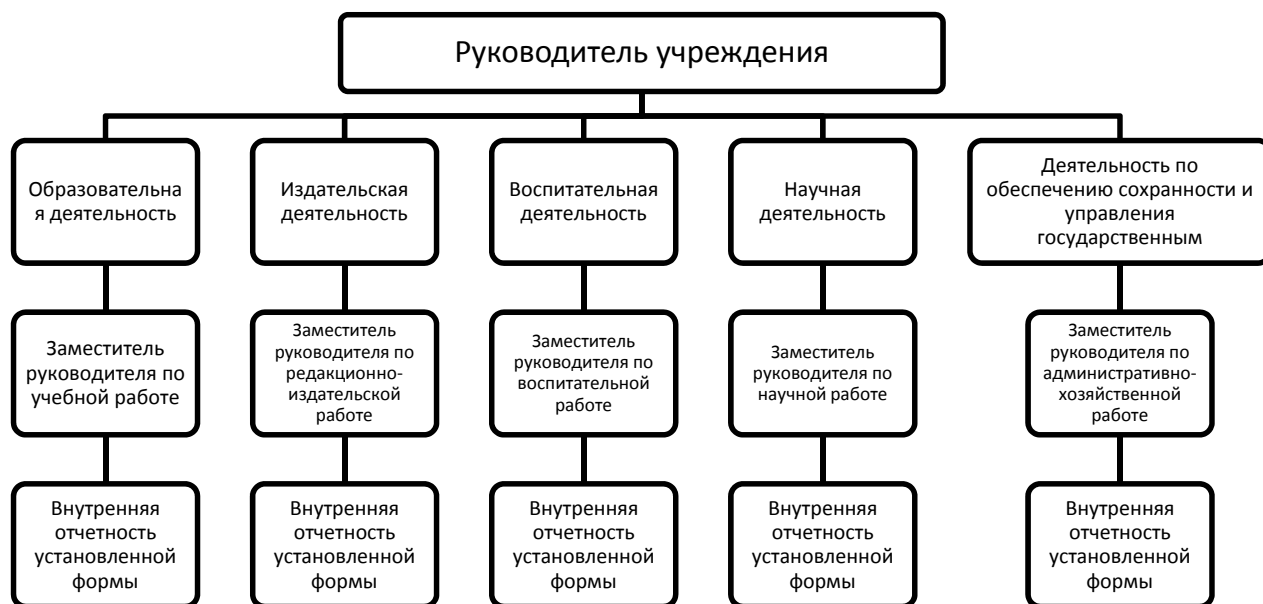 Руководитель учреждения
Образовательна
я деятельность
Издательская
деятельность
Воспитательная
деятельность
Научная
деятельность
Деятельность по
обеспечению сохранности и
управления
государственным
Заместитель
руководителя по
учебной работе
Заместитель
руководителя по
редакционно-
издательской
работе
Заместитель
руководителя по
воспитательной
работе
Заместитель
руководителя по
научной работе
Заместитель
руководителя по
административно-
хозяйственной
работе
Внутренняя
отчетность
установленной
формы
Внутренняя
отчетность
установленной
формы
Внутренняя
отчетность
установленной
формы
Внутренняя
отчетность
установленной
формы
Внутренняя
отчетность
установленной
формы